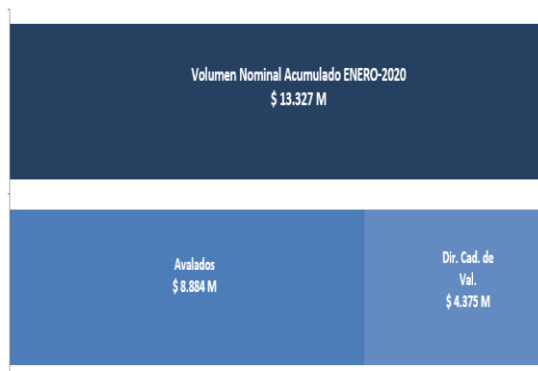 Volumen Nominal Acumulado ENERO-2020
$ 13.327 M
Avalados
$ 8.884 M
Dir. Cad. de
Val.
$ 4.375 M